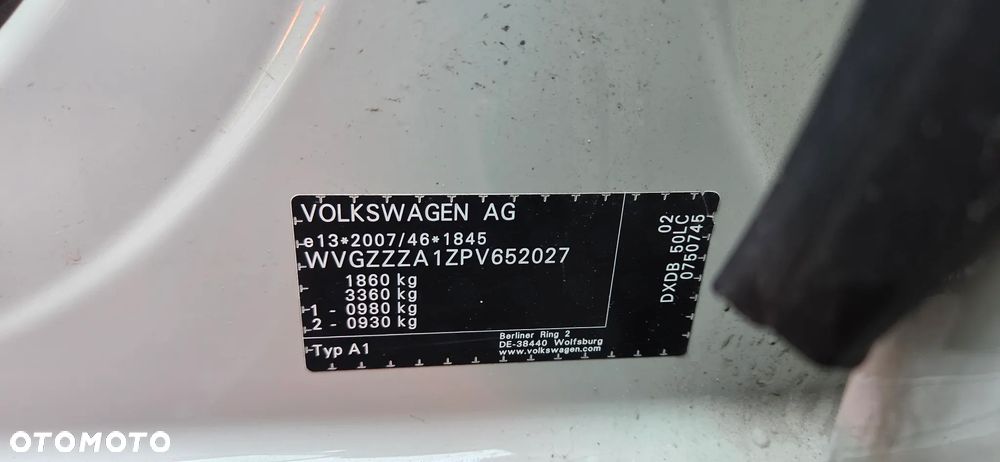 VOLKSWAGEN AG
e13*2007/46*1845
WVGZZZA1ZPV652027
1860 kg
3360 kg
1 - 0980 kg
2 - 0930 kg
Typ A1
Berliner Ring 2
DE-38440 Wolfsburg
www.volkswagen.com
02
DXDB 50LC
0750745
OTOMOTO